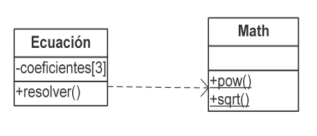 Ecuación
-coeficientes[3]
+resolver()
Math
+pow()
+sqrt()